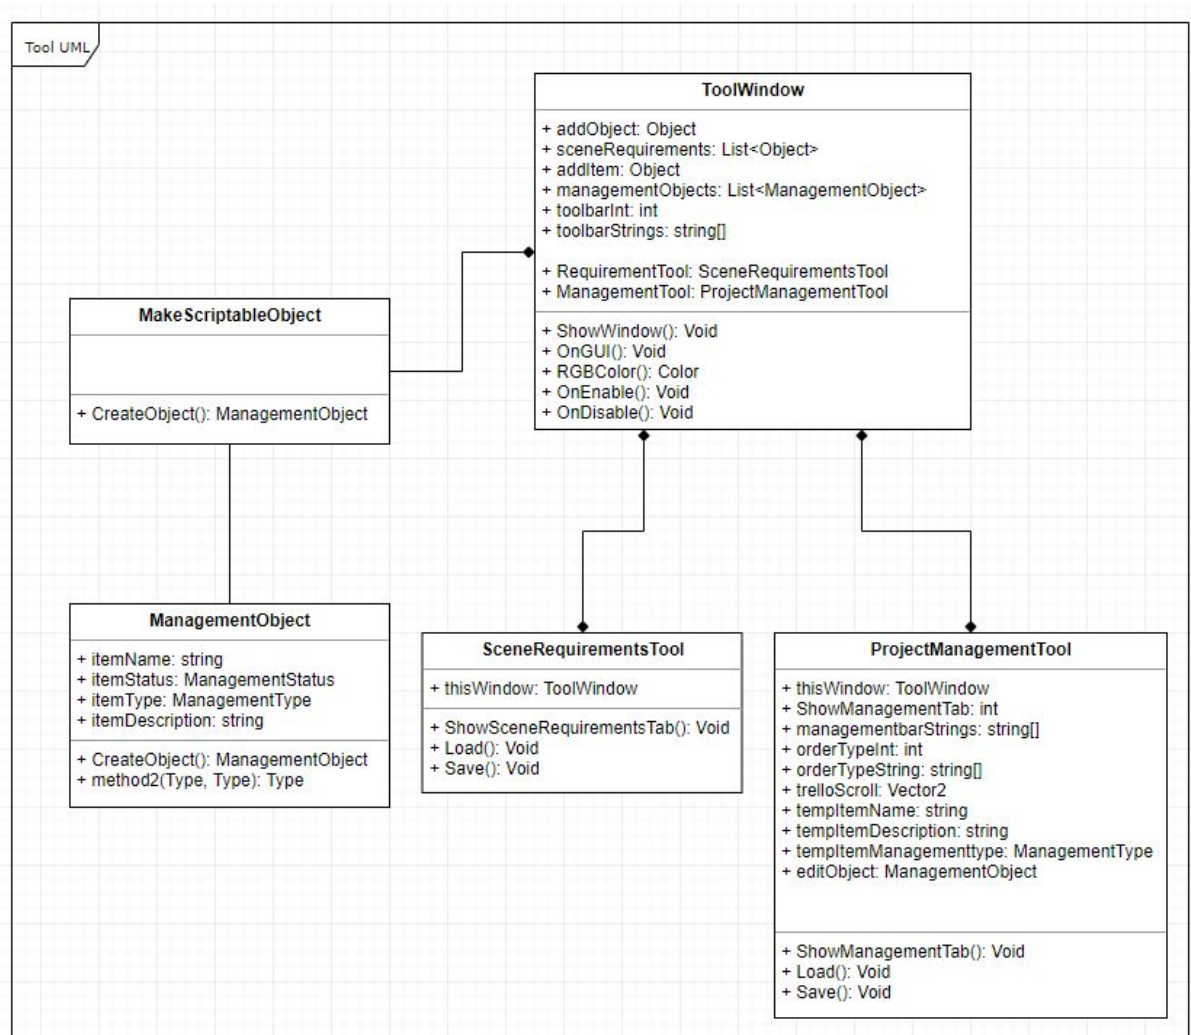 Tool UML
ToolWindow
+ addObject: Object
+ sceneRequirements: List<Object>
+ addItem: Object
+ managementObjects: List<ManagementObject>
+ toolbarInt: int
+ toolbarStrings: string[]
+ RequirementTool: SceneRequirementsTool
+ ManagementTool: ProjectManagementTool
+ ShowWindow(): Void
+ OnGUI(): Void
+ RGBColor(): Color
+ OnEnable(): Void
+ OnDisable(): Void
MakeScriptableObject
+ CreateObject(): ManagementObject
ManagementObject
+ itemName: string
+ itemStatus: ManagementStatus
+ itemType: ManagementType
+ itemDescription: string
+ CreateObject(): ManagementObject
+ method2(Type, Type): Type
SceneRequirementsTool
+ thisWindow: ToolWindow
+ ShowSceneRequirementsTab(): Void
+ Load(): Void
+ Save(): Void
ProjectManagementTool
+ thisWindow: ToolWindow
+ ShowManagementTab: int
+ managementbarStrings: string[]
+ orderTypeInt: int
+ orderTypeString: string[]
+ trelloScroll: Vector2
+ tempItemName: string
+ tempItemDescription: string
+ tempItemManagementtype: ManagementType
+ editObject: ManagementObject
+ ShowManagementTab(): Void
+ Load(): Void
+ Save(): Void